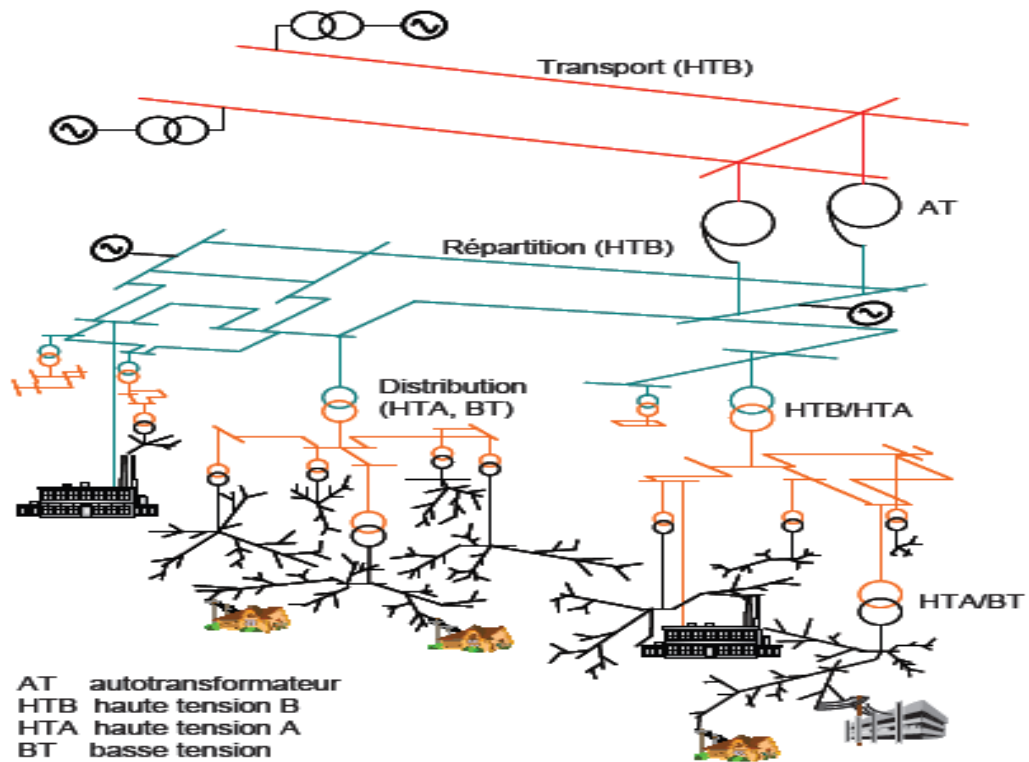 Transport (HTB)
AT
Répartition (HTB)
Distribution
(HTA, BT)
HTB/HTA
HTA/BT
AT autotransformateur
HTB haute tension B
HTA haute tension A
BT basse tension